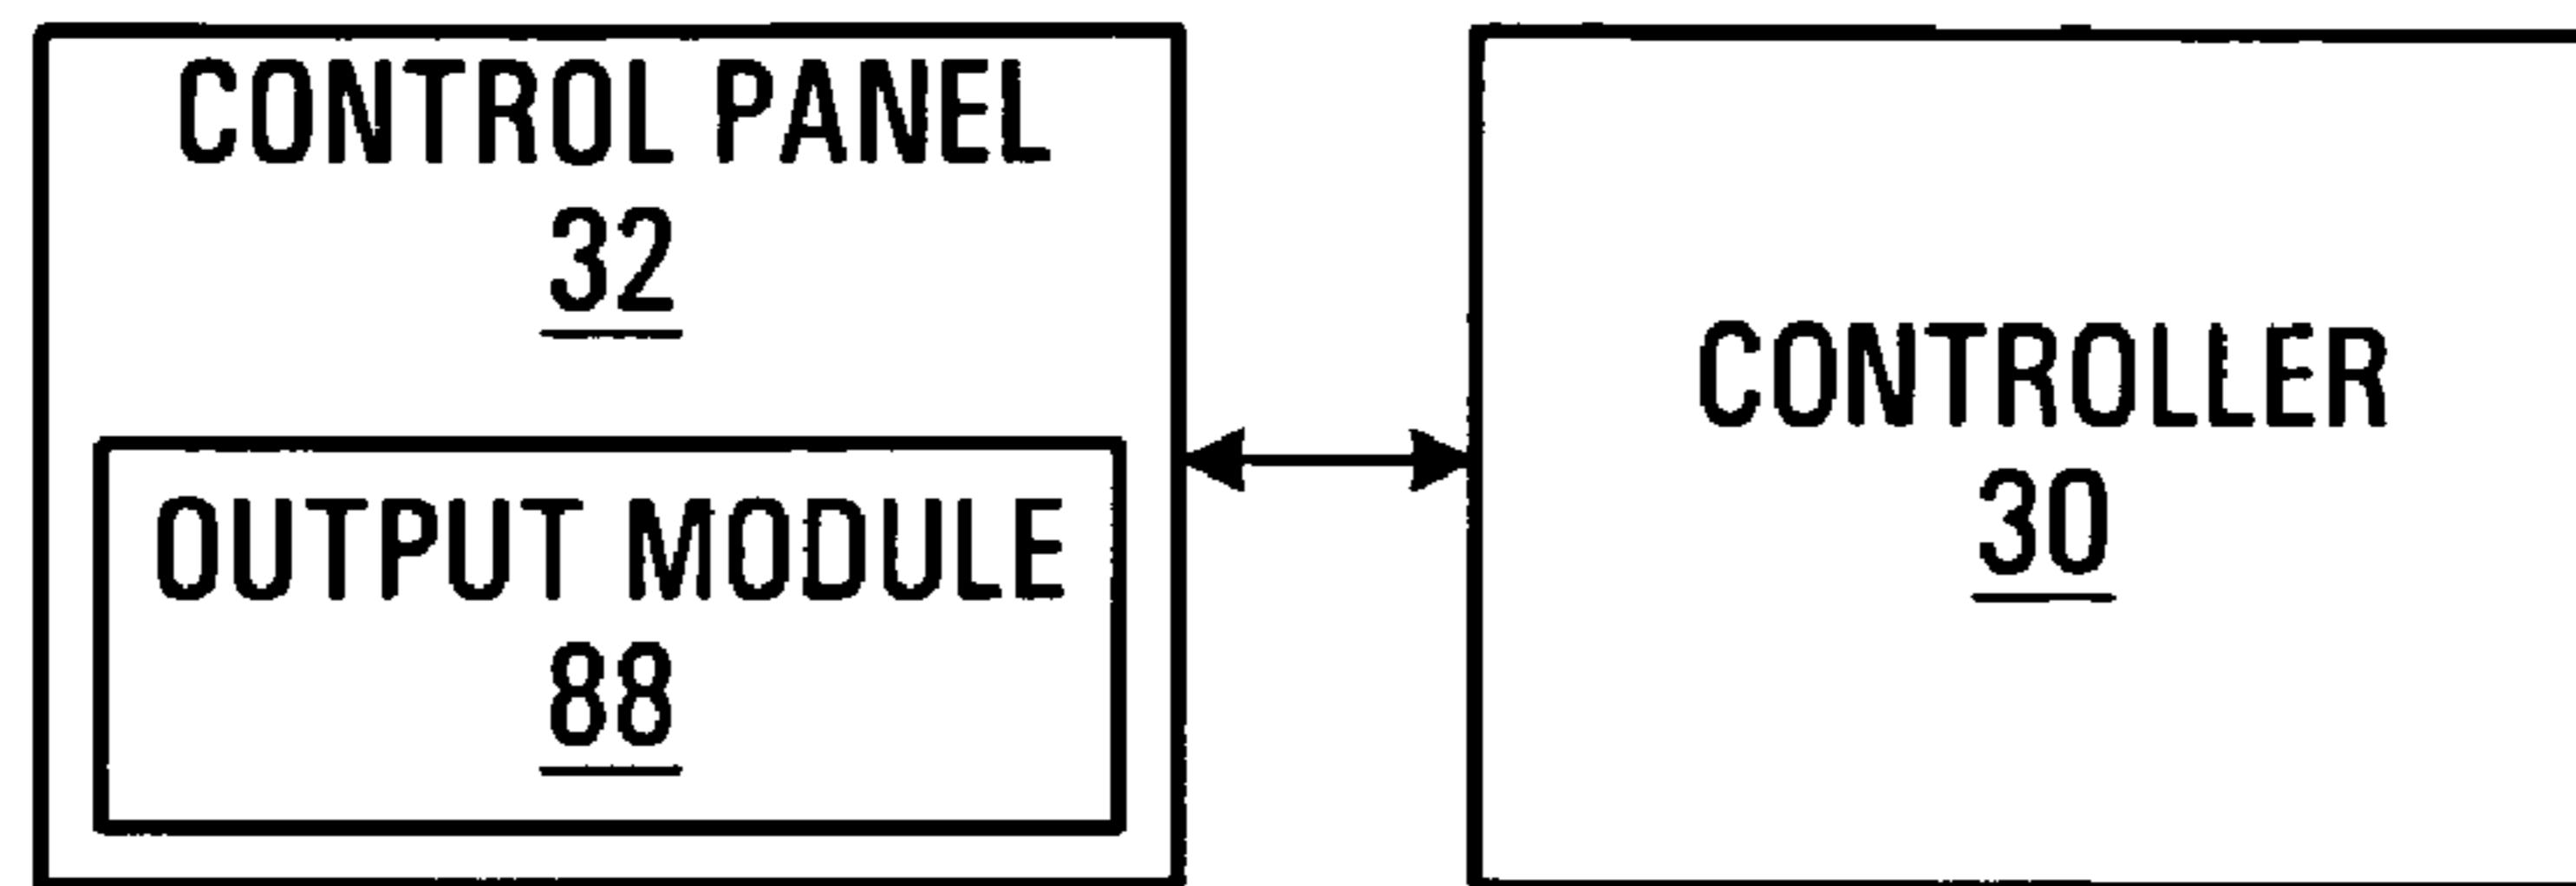 CONTROL PANEL
32
OUTPUT MODULE
88
CONTROLLER
30